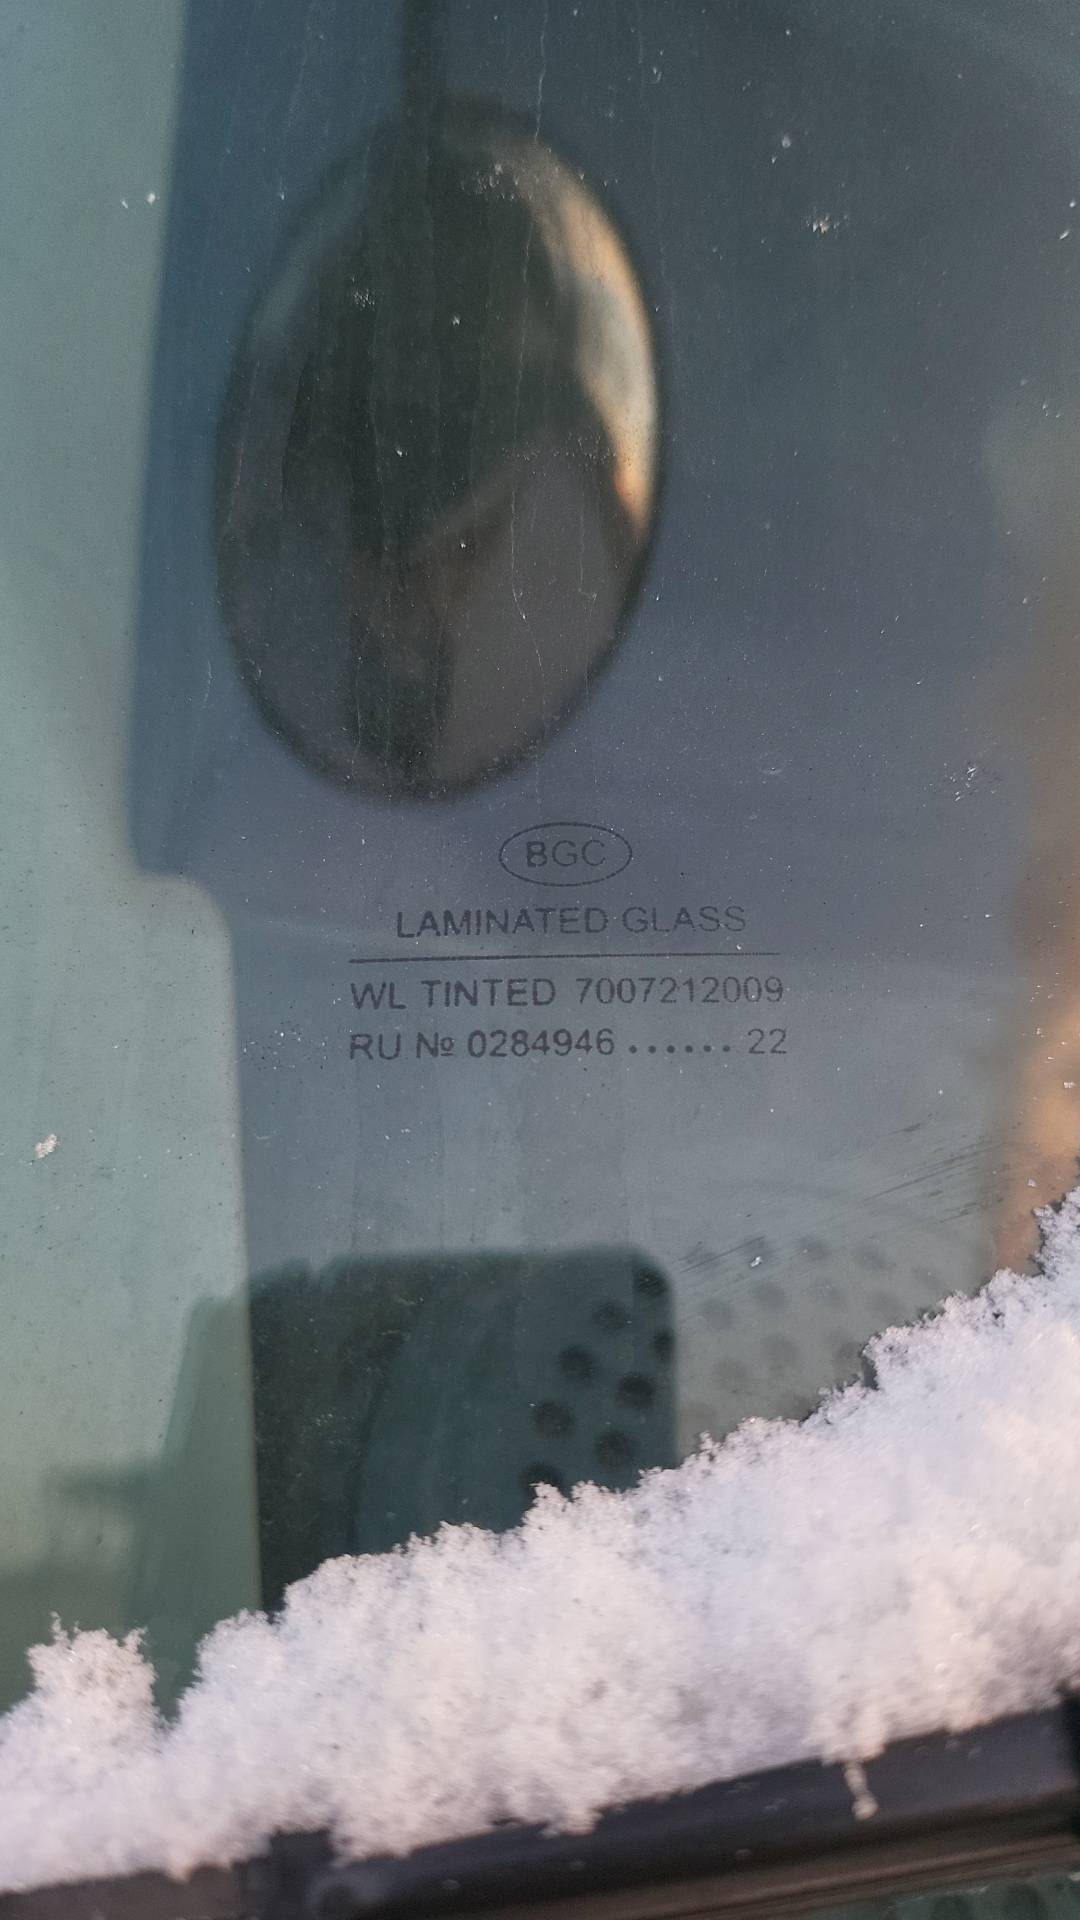 BGC
LAMINATED GLASS
WL TINTED 7007212009
RU № 0284946 ...... 22